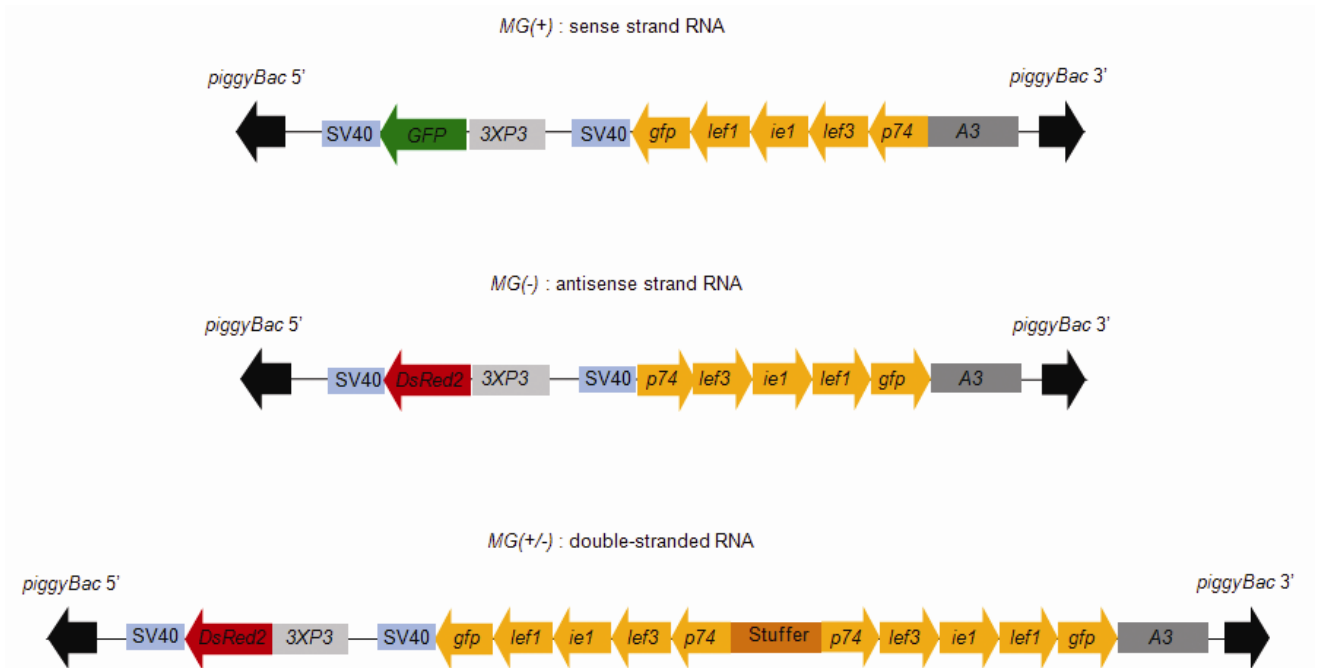 MG(+) : sense strand RNA
piggyBac 5’ piggyBac 3’
SV40 GFP 3XP3 SV40 gfp lef1 ie1 lef3 p74 A3
MG(-) : antisense strand RNA
piggyBac 5’ piggyBac 3’
SV40 DsRed2 3XP3 SV40 p74 lef3 ie1 lef1 gfp A3
MG(+/-) : double-stranded RNA
piggyBac 5’ piggyBac 3’
SV40 DsRed2 3XP3 SV40 gfp lef1 ie1 lef3 p74 Stuffer p74 lef3 ie1 lef1 gfp A3